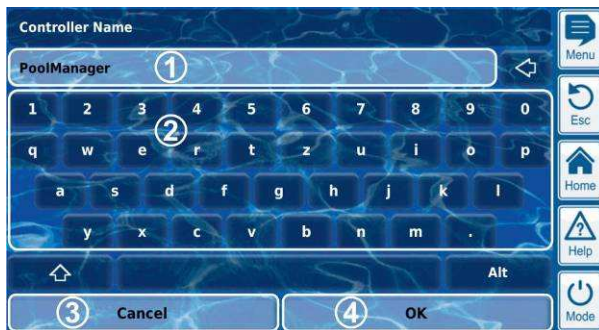 Controller Name
PoolManager 1
Menu
1 2 3 4 5 6 7 8 9 0
2
Esc
q w e r t z u i o p
a s d f g h j k l
Home
y x c v b n m .
Help
Alt
3 Cancel 4 OK
Mode